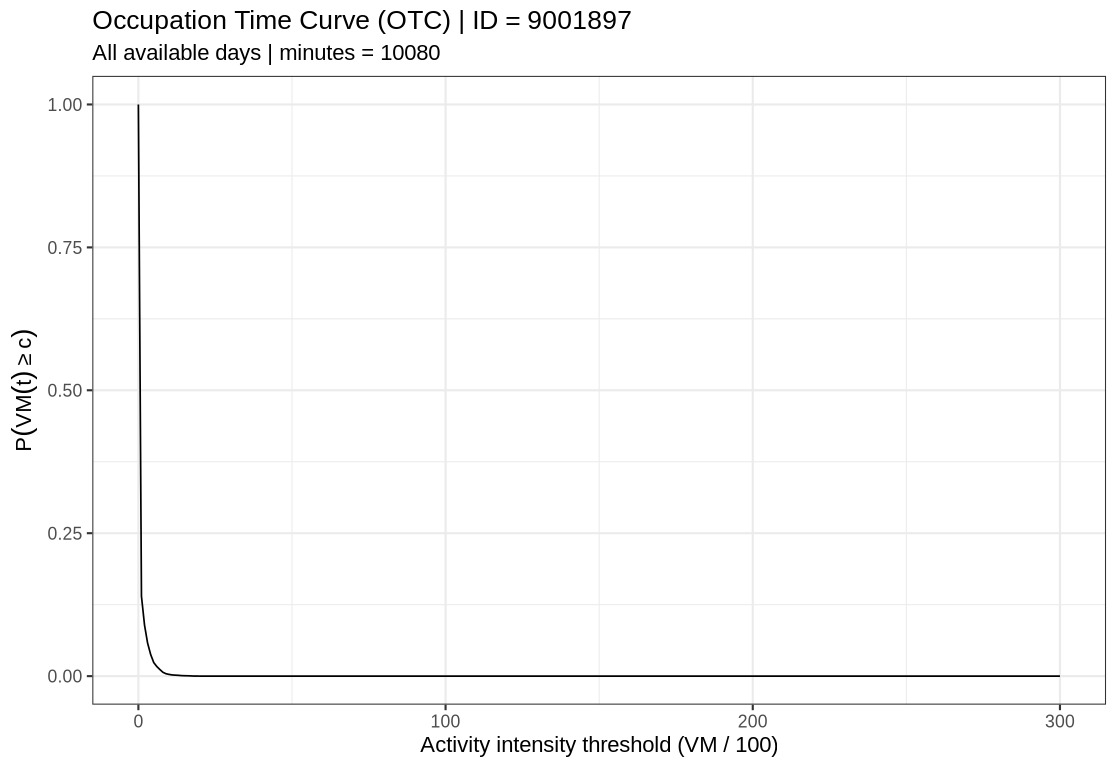 Occupation Time Curve (OTC) | ID = 9001897
All available days | minutes = 10080
P(VM(t) ≥ c)
1.00
0.75
0.50
0.25
0.00
0
100
200
300
Activity intensity threshold (VM / 100)